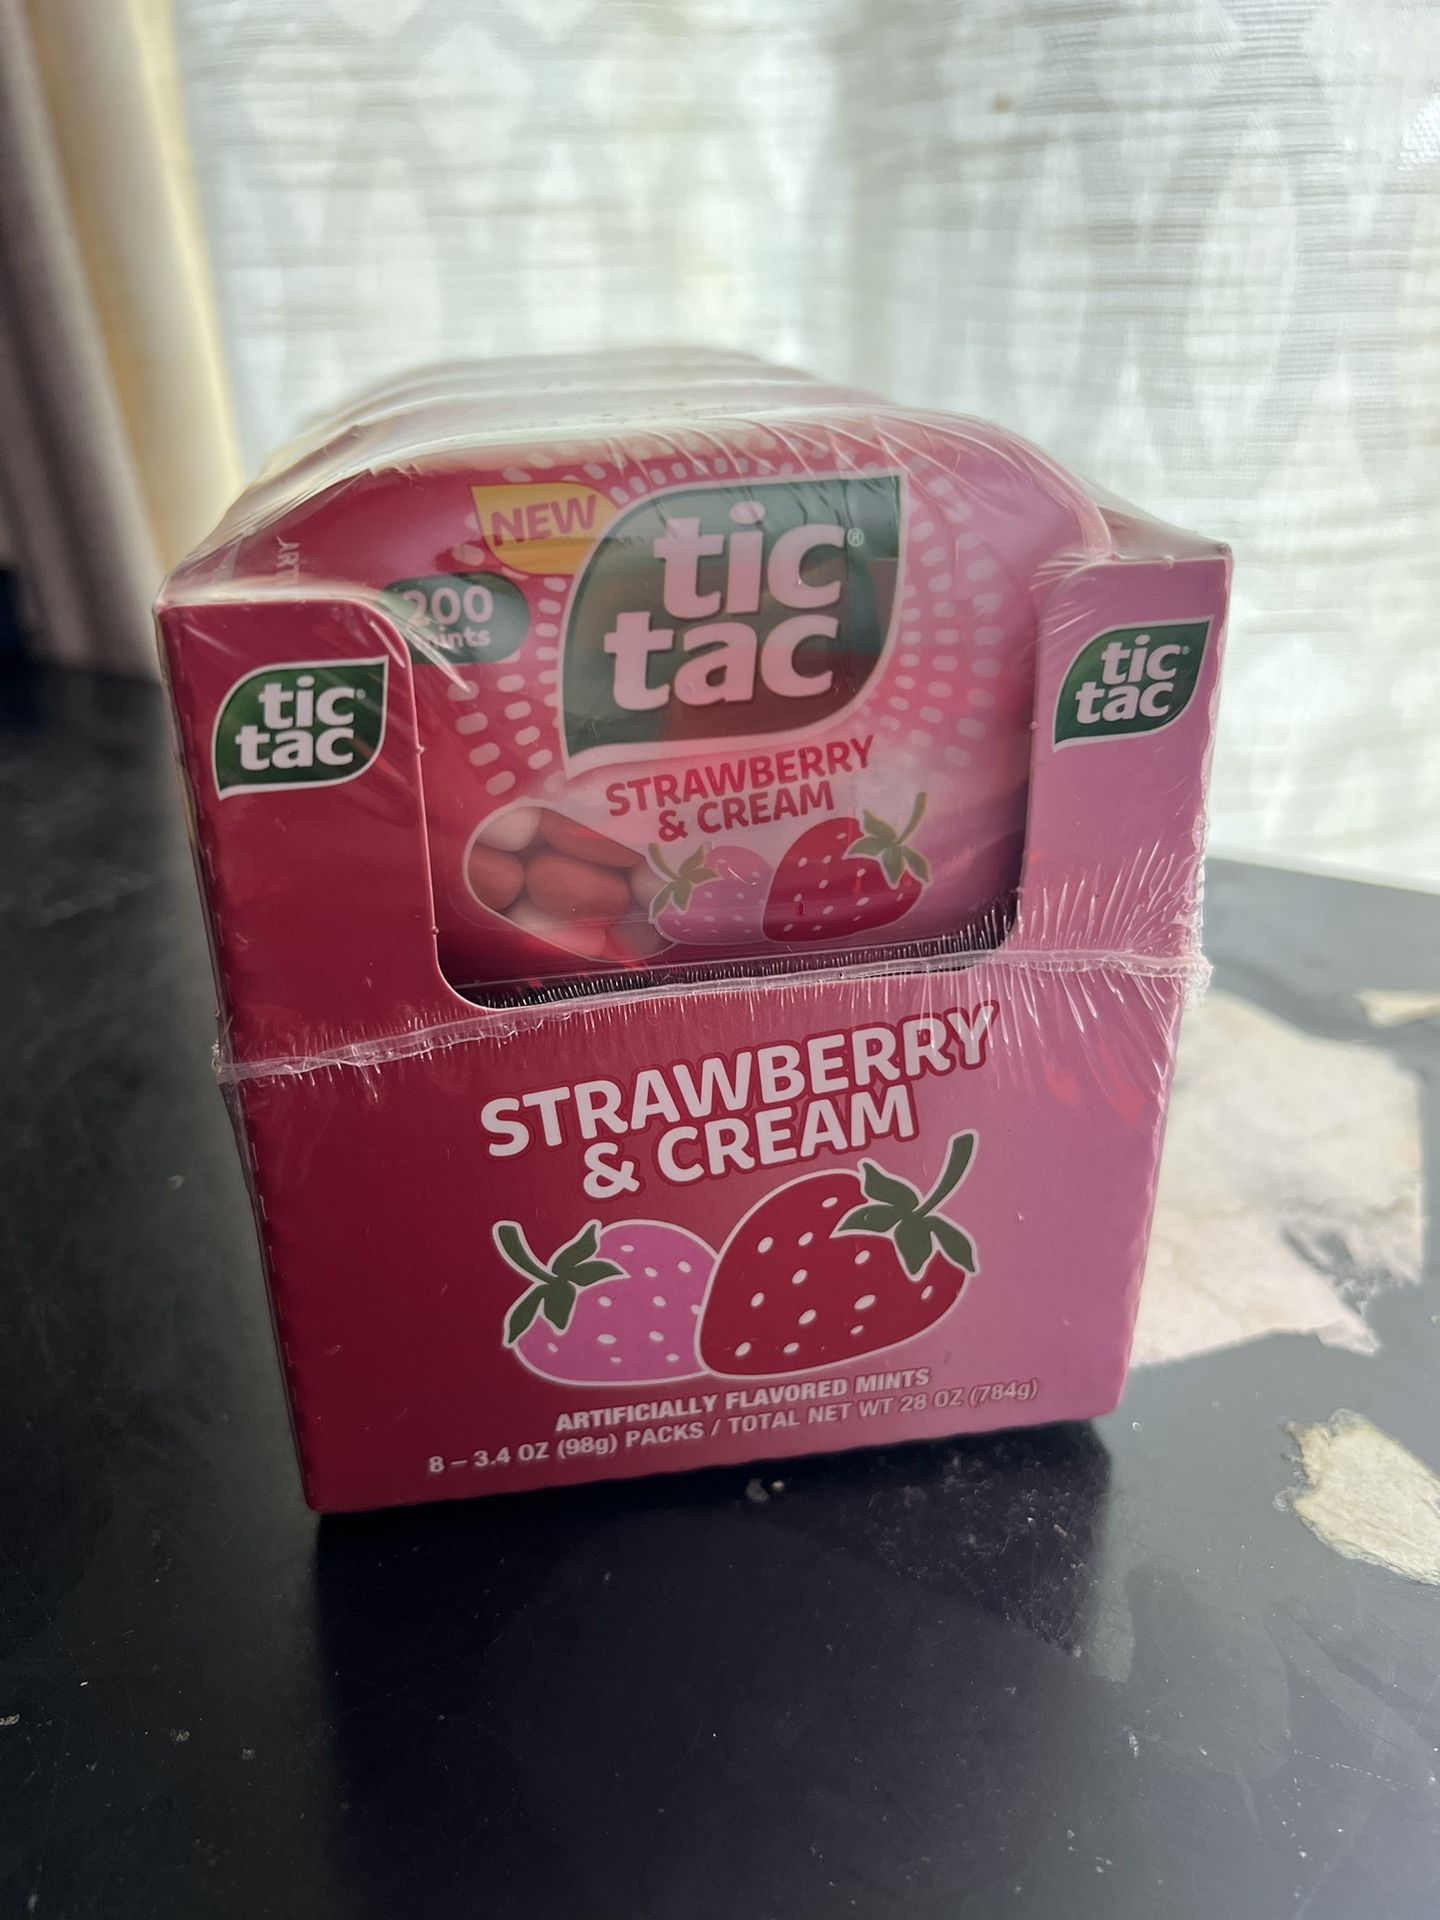 NEW
tic®
tac
200
mints
STRAWBERRY
& CREAM
tic
tac
tic
tac
STRAWBERRY
& CREAM
ARTIFICIALLY FLAVORED MINTS
8 – 3.4 OZ (98g) PACKS / TOTAL NET WT 28 OZ (784g)